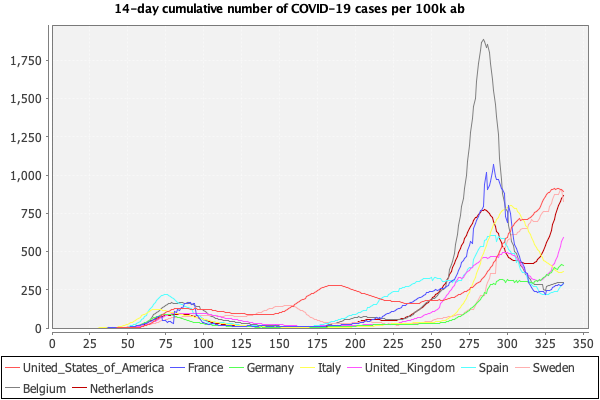 14-day cumulative number of COVID-19 cases per 100k ab
1,750
1,500
1,250
1,000
750
500
250
0
0 25 50 75 100 125 150 175 200 225 250 275 300 325 350
United_States_of_America France Germany Italy United_Kingdom Spain Sweden
Belgium Netherlands